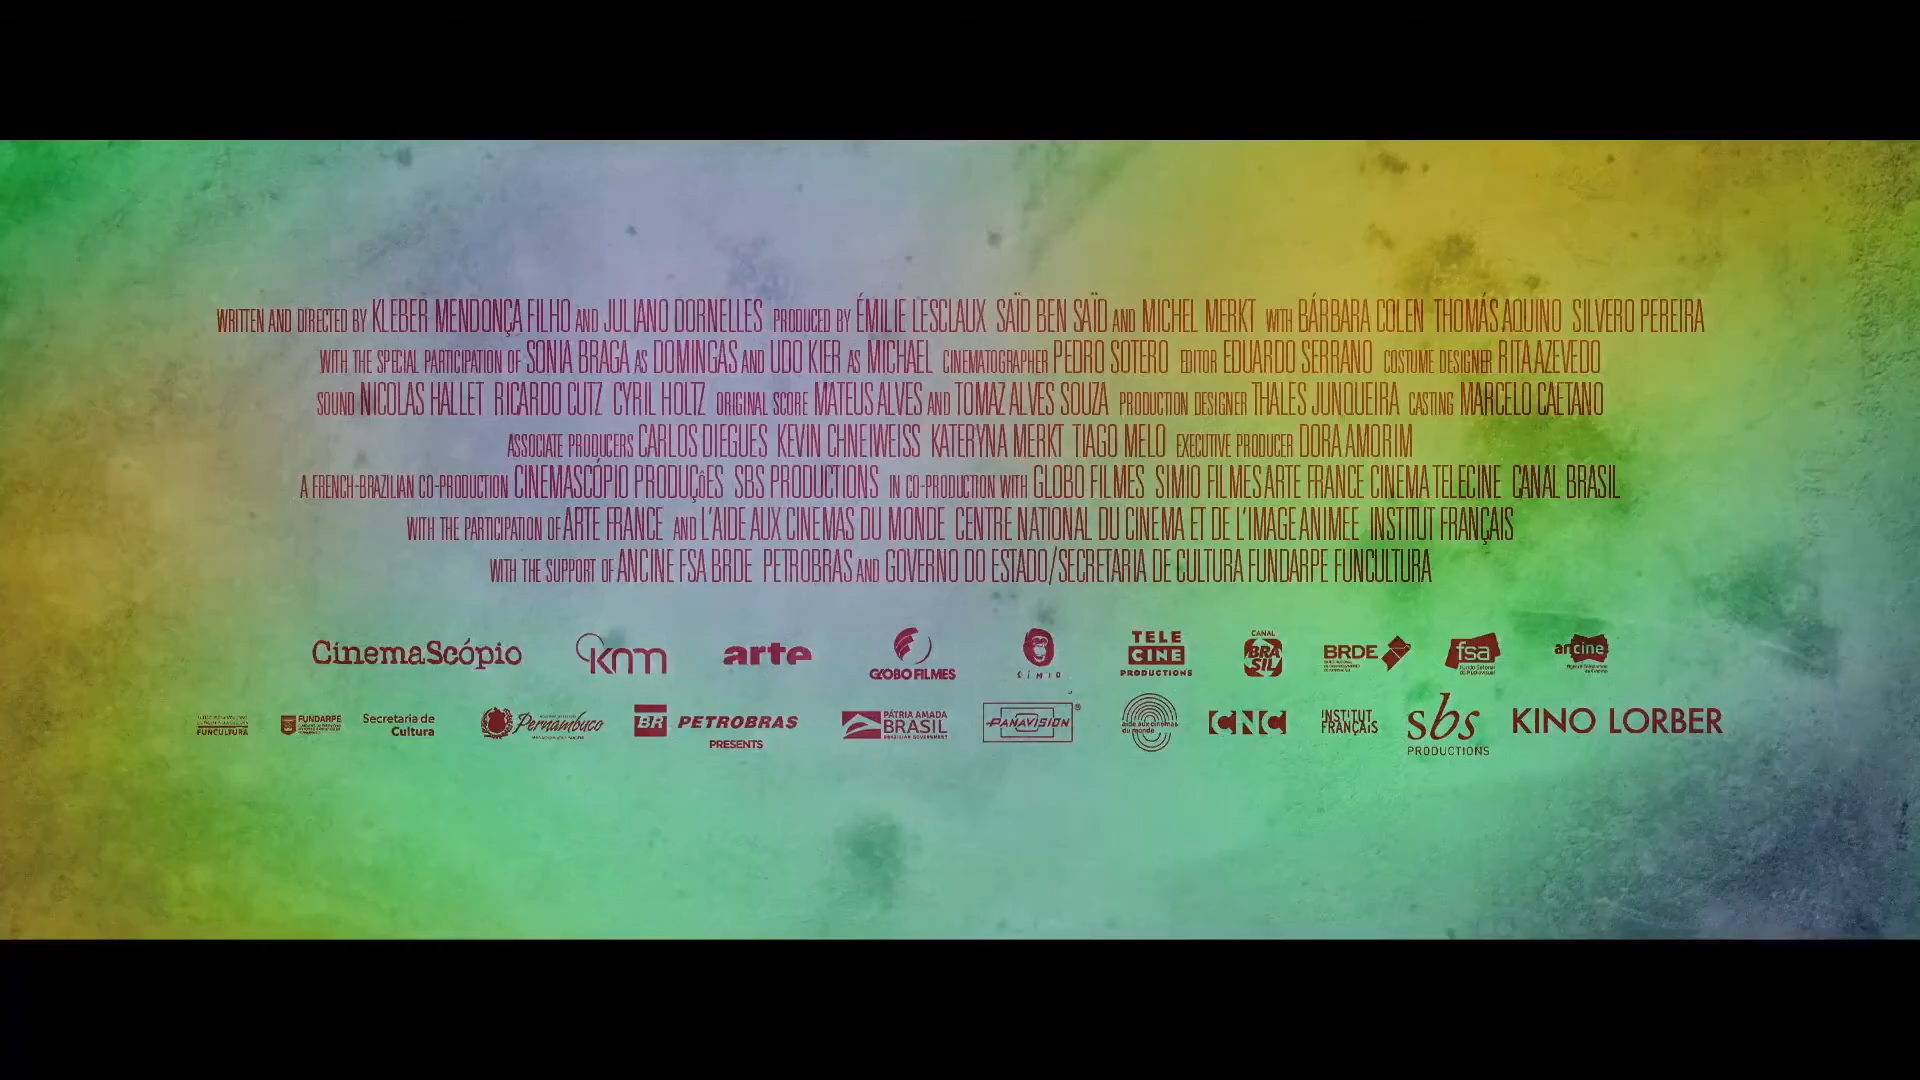 WRITTEN AND DIRECTED BY KLEBER MENDONÇA FILHO AND JULIANO DORNELLES PRODUCED BY ÉMILIE LESCLAUX SAÏD BEN SAÏD AND MICHEL MERKT WITH BÁRBARA COLEN THOMÁS AQUINO SILVERO PEREIRA
WITH THE SPECIAL PARTICIPATION OF SONIA BRAGA AS DOMINGAS AND UDO KIER AS MICHAEL CINEMATOGRAPHER PEDRO SOTERO EDITOR EDUARDO SERRANO COSTUME DESIGNER RITA AZEVEDO
SOUND NICOLAS HALLET RICARDO CUTZ CYRIL HOLTZ ORIGINAL SCORE MATEUS ALVES AND TOMAZ ALVES SOUZA PRODUCTION DESIGNER THALES JUNQUEIRA CASTING MARCELO CAETANO
ASSOCIATE PRODUCERS CARLOS DIEGUES KEVIN CHNEIWEISS KATERYNA MERKT TIAGO MELO EXECUTIVE PRODUCER DORA AMORIM
A FRENCH-BRAZILIAN CO-PRODUCTION CINEMASCÓPIO PRODUÇÕES SBS PRODUCTIONS IN CO-PRODUCTION WITH GLOBO FILMES SIMIO FILMES ARTE FRANCE CINEMA TELECINE CANAL BRASIL
WITH THE PARTICIPATION OF ARTE FRANCE AND L'AIDE AUX CINEMAS DU MONDE CENTRE NATIONAL DU CINEMA ET DE L'IMAGE ANIMEE INSTITUT FRANÇAIS
WITH THE SUPPORT OF ANCINE FSA BRDE PETROBRAS AND GOVERNO DO ESTADO/SECRETARIA DE CULTURA FUNDARPE FUNCULTURA
CinemaScópio knm arte GLOBO FILMES SÍMIO TELE CINE PRODUCTIONS CANAL BRASIL BRDE fsa ancine
FUNCULTURA FUNDARPE Secretaria de Cultura Pernambuco BR PETROBRAS PRESENTS PÁTRIA AMADA BRASIL BRAZILIAN GOVERNMENT PANAVISION® aide aux cinémas du monde CNC INSTITUT FRANÇAIS sbs PRODUCTIONS KINO LORBER